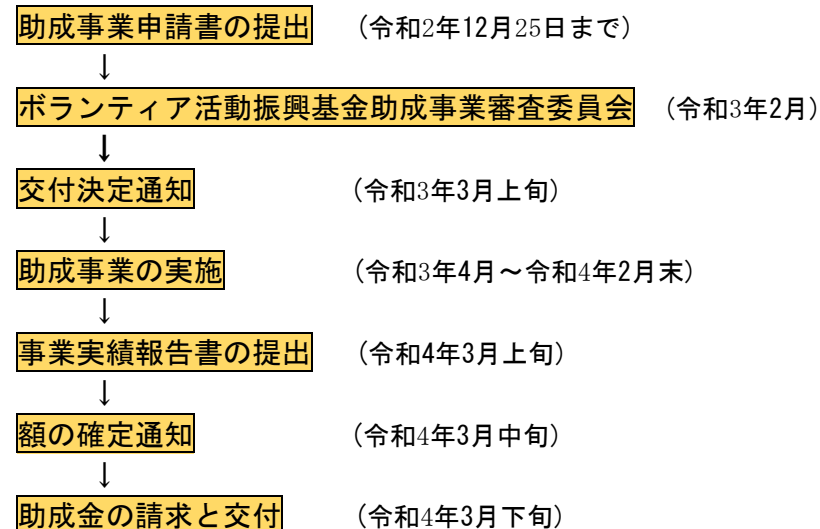 助成事業申請書の提出 （令和2年12月25日まで）
↓
ボランティア活動振興基金助成事業審査委員会 （令和3年2月）
↓
交付決定通知 （令和3年3月上旬）
↓
助成事業の実施 （令和3年4月～令和4年2月末）
↓
事業実績報告書の提出 （令和4年3月上旬）
↓
額の確定通知 （令和4年3月中旬）
↓
助成金の請求と交付 （令和4年3月下旬）